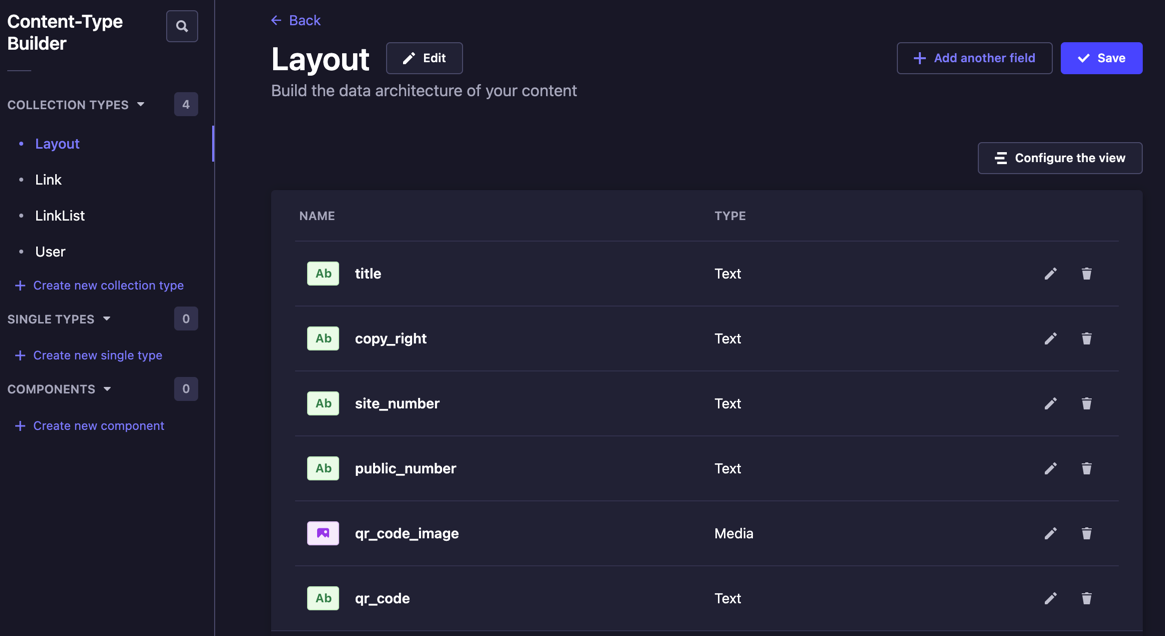 Content-Type
Builder
COLLECTION TYPES 4
Layout
Link
LinkList
User
Create new collection type
SINGLE TYPES 0
Create new single type
COMPONENTS 0
Create new component
Back
Layout Edit Add another field Save
Build the data architecture of your content
Configure the view
NAME TYPE
Ab title Text
Ab copy_right Text
Ab site_number Text
Ab public_number Text
qr_code_image Media
Ab qr_code Text